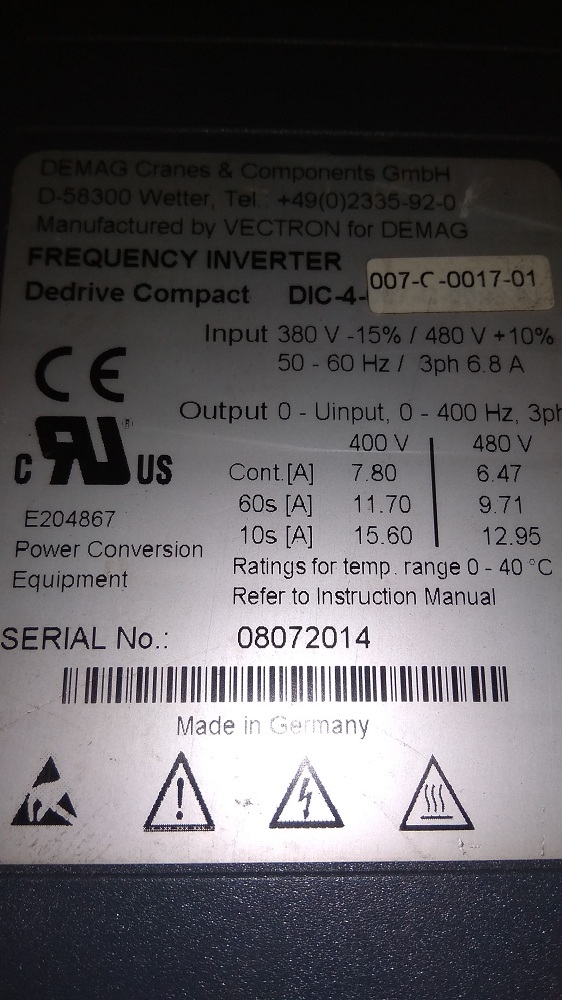 DEMAG Cranes & Components GmbH
D-58300 Wetter, Tel.: +49(0)2335-92-0
Manufactured by VECTRON for DEMAG
FREQUENCY INVERTER
Dedrive Compact DIC-4-007-C-0017-01
Input 380 V -15% / 480 V +10%
50 - 60 Hz / 3ph 6.8 A
CE
Output 0 - Uinput, 0 - 400 Hz, 3ph
400 V 480 V
C RU ® US
Cont.[A] 7.80 6.47
60s [A] 11.70 9.71
10s [A] 15.60 12.95
E204867
Power Conversion
Equipment
Ratings for temp. range 0 - 40 °C
Refer to Instruction Manual
SERIAL No.: 08072014
Made in Germany